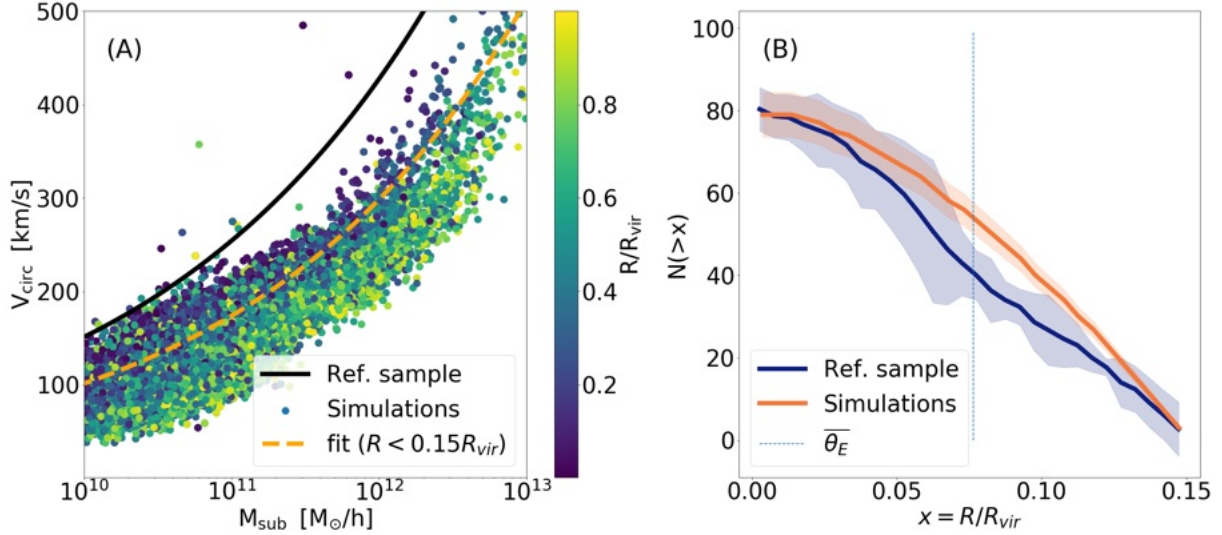 (A)
500
400
300
200
100
V_circ [km/s]
10^10
10^11
10^12
10^13
M_sub [M_⊙/h]
Ref. sample
Simulations
fit (R < 0.15R_vir)
0.8
0.6
0.4
0.2
R/R_vir
(B)
100
80
60
40
20
0
N(>x)
0.00
0.05
0.10
0.15
x = R/R_vir
Ref. sample
Simulations
\overline{θ_E}